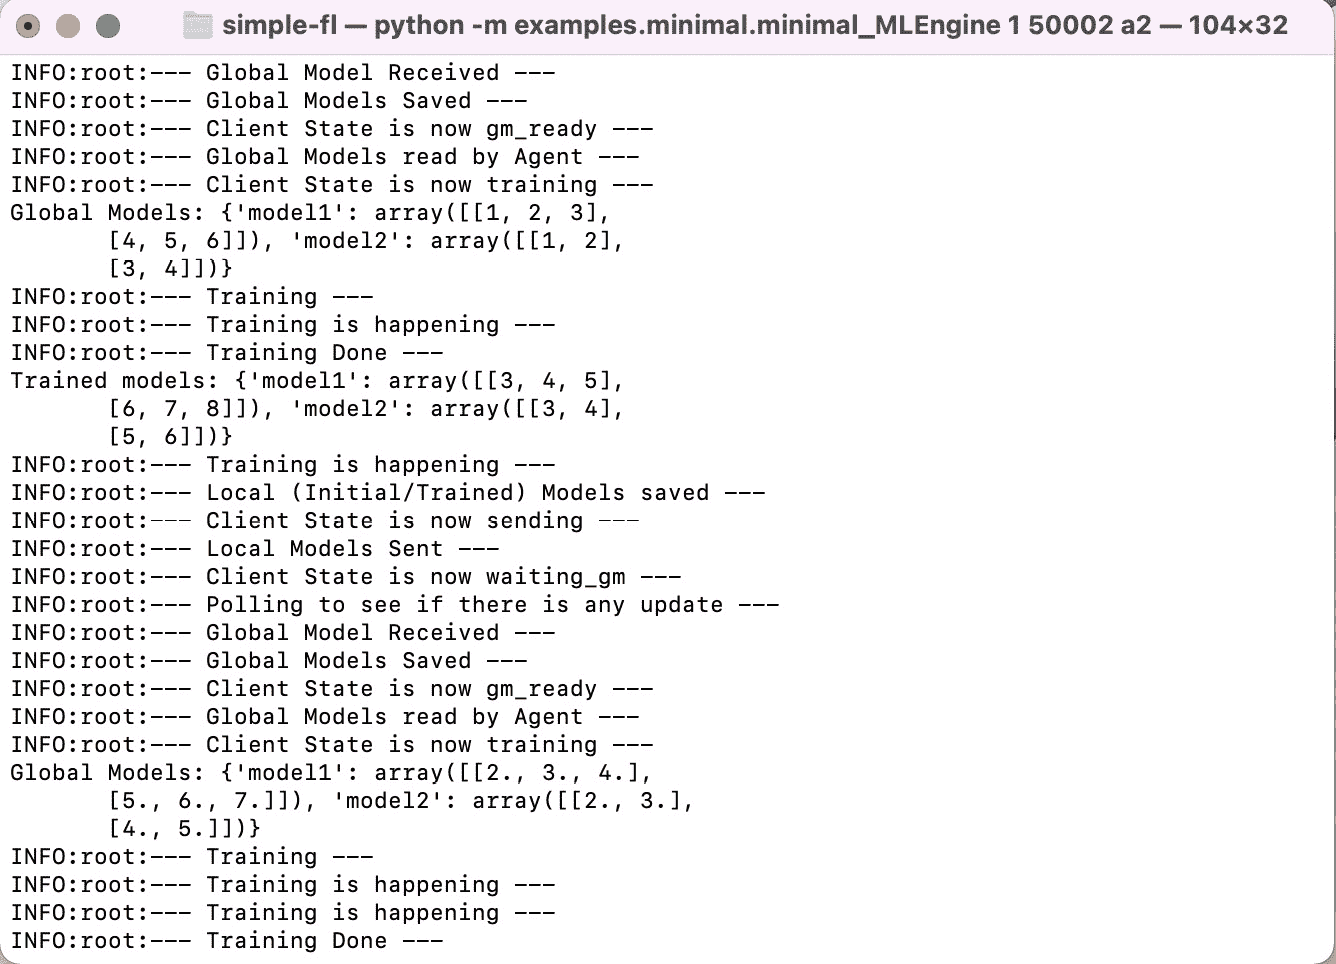 simple-fl — python -m examples.minimal.minimal_MLEngine 1 50002 a2 — 104×32
INFO:root:--- Global Model Received ---
INFO:root:--- Global Models Saved ---
INFO:root:--- Client State is now gm_ready ---
INFO:root:--- Global Models read by Agent ---
INFO:root:--- Client State is now training ---
Global Models: {'model1': array([[1, 2, 3],
       [4, 5, 6]]), 'model2': array([[1, 2],
       [3, 4]])}
INFO:root:--- Training ---
INFO:root:--- Training is happening ---
INFO:root:--- Training Done ---
Trained models: {'model1': array([[3, 4, 5],
       [6, 7, 8]]), 'model2': array([[3, 4],
       [5, 6]])}
INFO:root:--- Training is happening ---
INFO:root:--- Local (Initial/Trained) Models saved ---
INFO:root:--- Client State is now sending ---
INFO:root:--- Local Models Sent ---
INFO:root:--- Client State is now waiting_gm ---
INFO:root:--- Polling to see if there is any update ---
INFO:root:--- Global Model Received ---
INFO:root:--- Global Models Saved ---
INFO:root:--- Client State is now gm_ready ---
INFO:root:--- Global Models read by Agent ---
INFO:root:--- Client State is now training ---
Global Models: {'model1': array([[2., 3., 4.],
       [5., 6., 7.]]), 'model2': array([[2., 3.],
       [4., 5.]])}
INFO:root:--- Training ---
INFO:root:--- Training is happening ---
INFO:root:--- Training is happening ---
INFO:root:--- Training Done ---